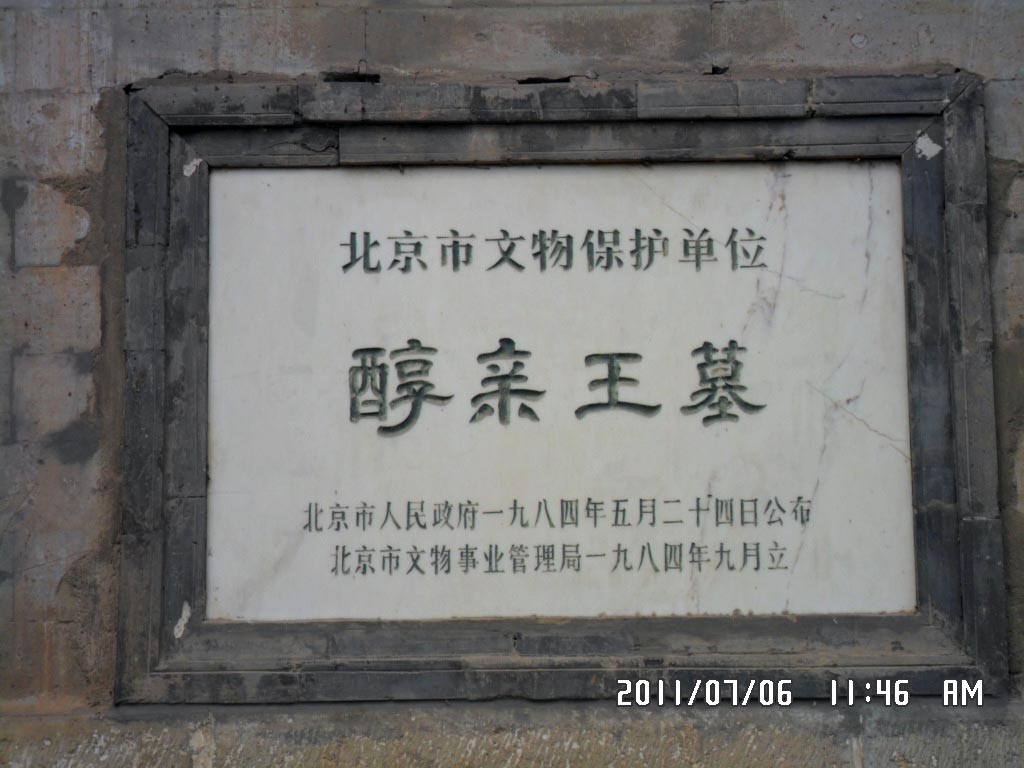 北京市文物保护单位
醇亲王墓
北京市人民政府一九八四年五月二十四日公布
北京市文物事业管理局一九八四年九月立
2011/07/06 11:46 AM